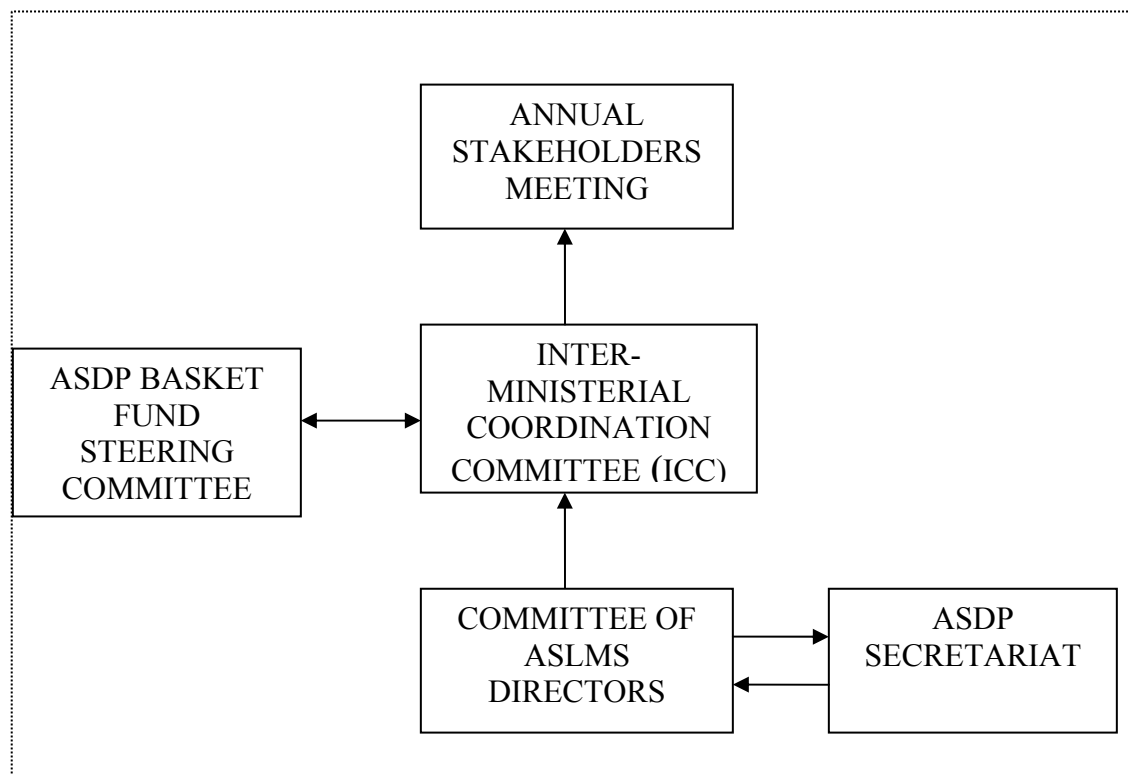 ANNUAL
STAKEHOLDERS
MEETING
INTER-
MINISTERIAL
COORDINATION
COMMITTEE (ICC)
ASDP BASKET
FUND
STEERING
COMMITTEE
COMMITTEE OF
ASLMS
DIRECTORS
ASDP
SECRETARIAT